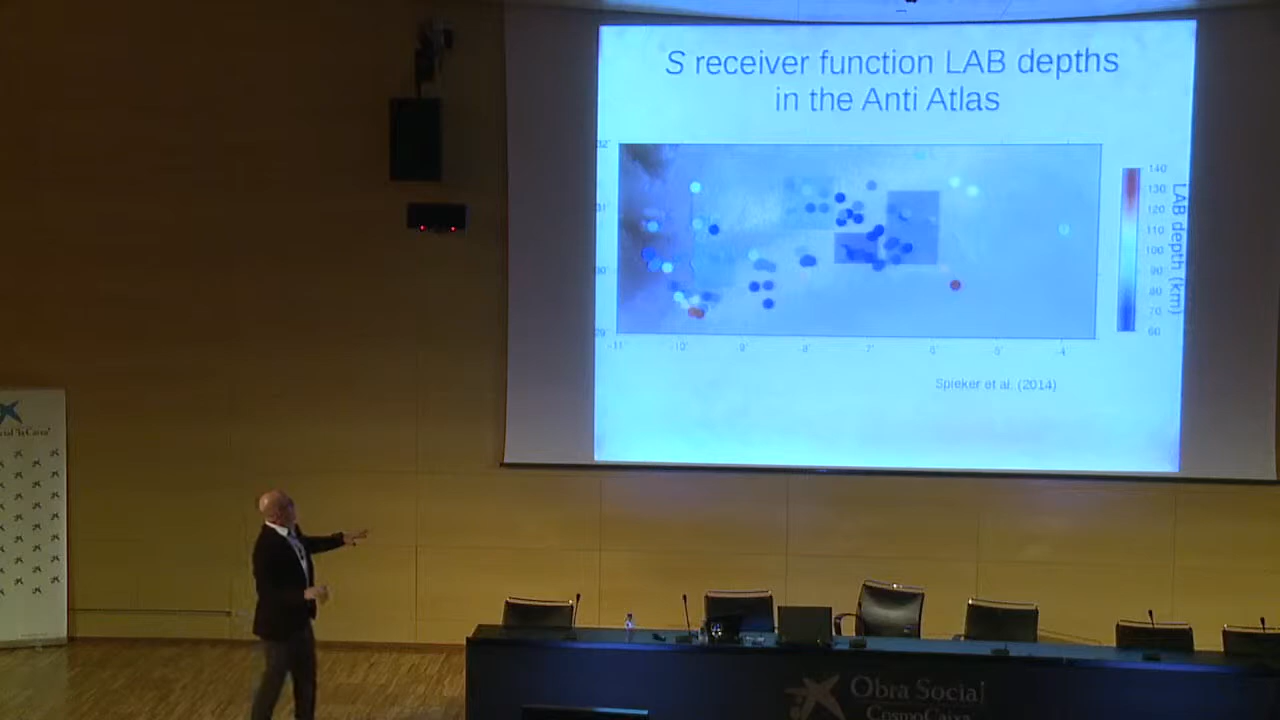 S receiver function LAB depths
in the Anti Atlas
32°
31°
30°
29°
-11° -10° 9° -8° -7° 6° 5° -4
140
130
120
110
100
90
80
70
60
LAB depth (km)
Spieker et al. (2014)
"la Caixa"
Obra Social
CosmoCaixa